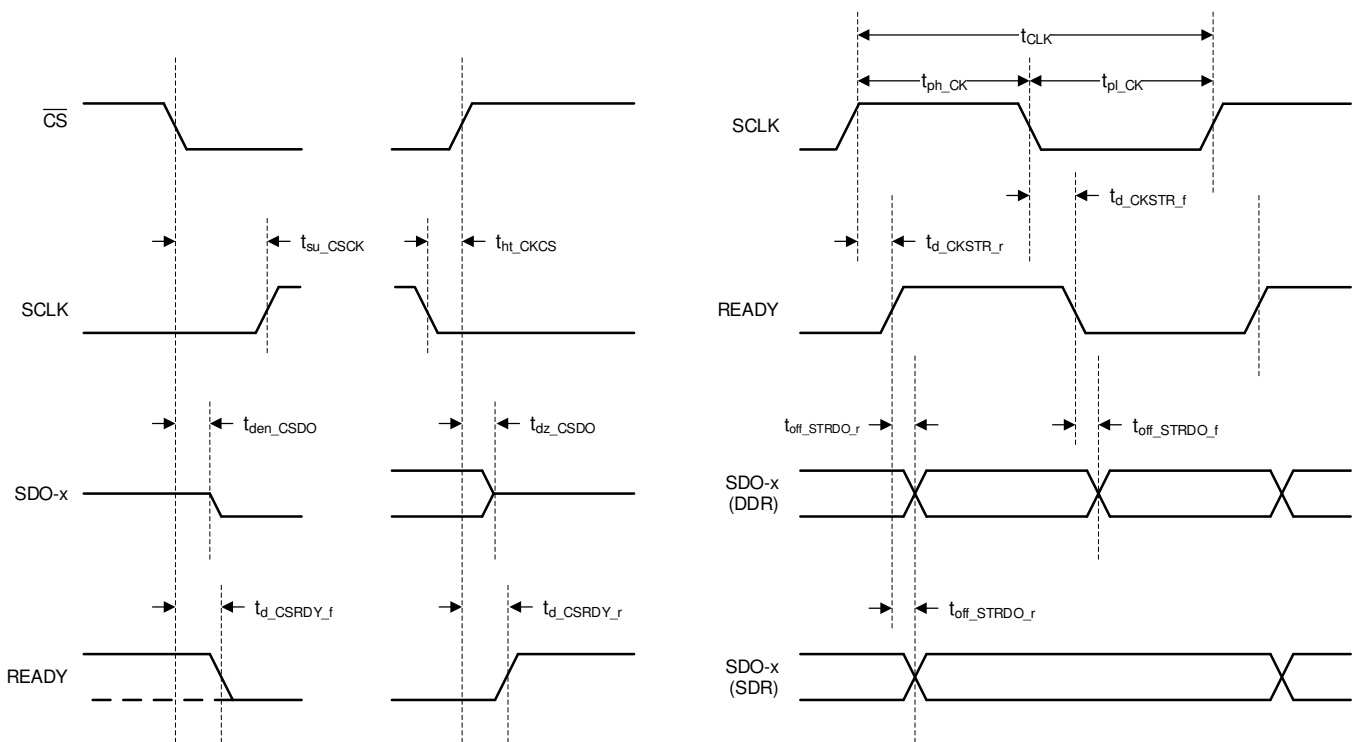 CS
SCLK
SDO-x
READY
t_su_CSCK
t_ht_CKCS
t_den_CSDO
t_dz_CSDO
t_d_CSRDY_f
t_d_CSRDY_r
t_CLK
t_ph_CK
t_pl_CK
SCLK
t_d_CKSTR_f
t_d_CKSTR_r
READY
t_off_STRDO_r
t_off_STRDO_f
SDO-x
(DDR)
t_off_STRDO_r
SDO-x
(SDR)